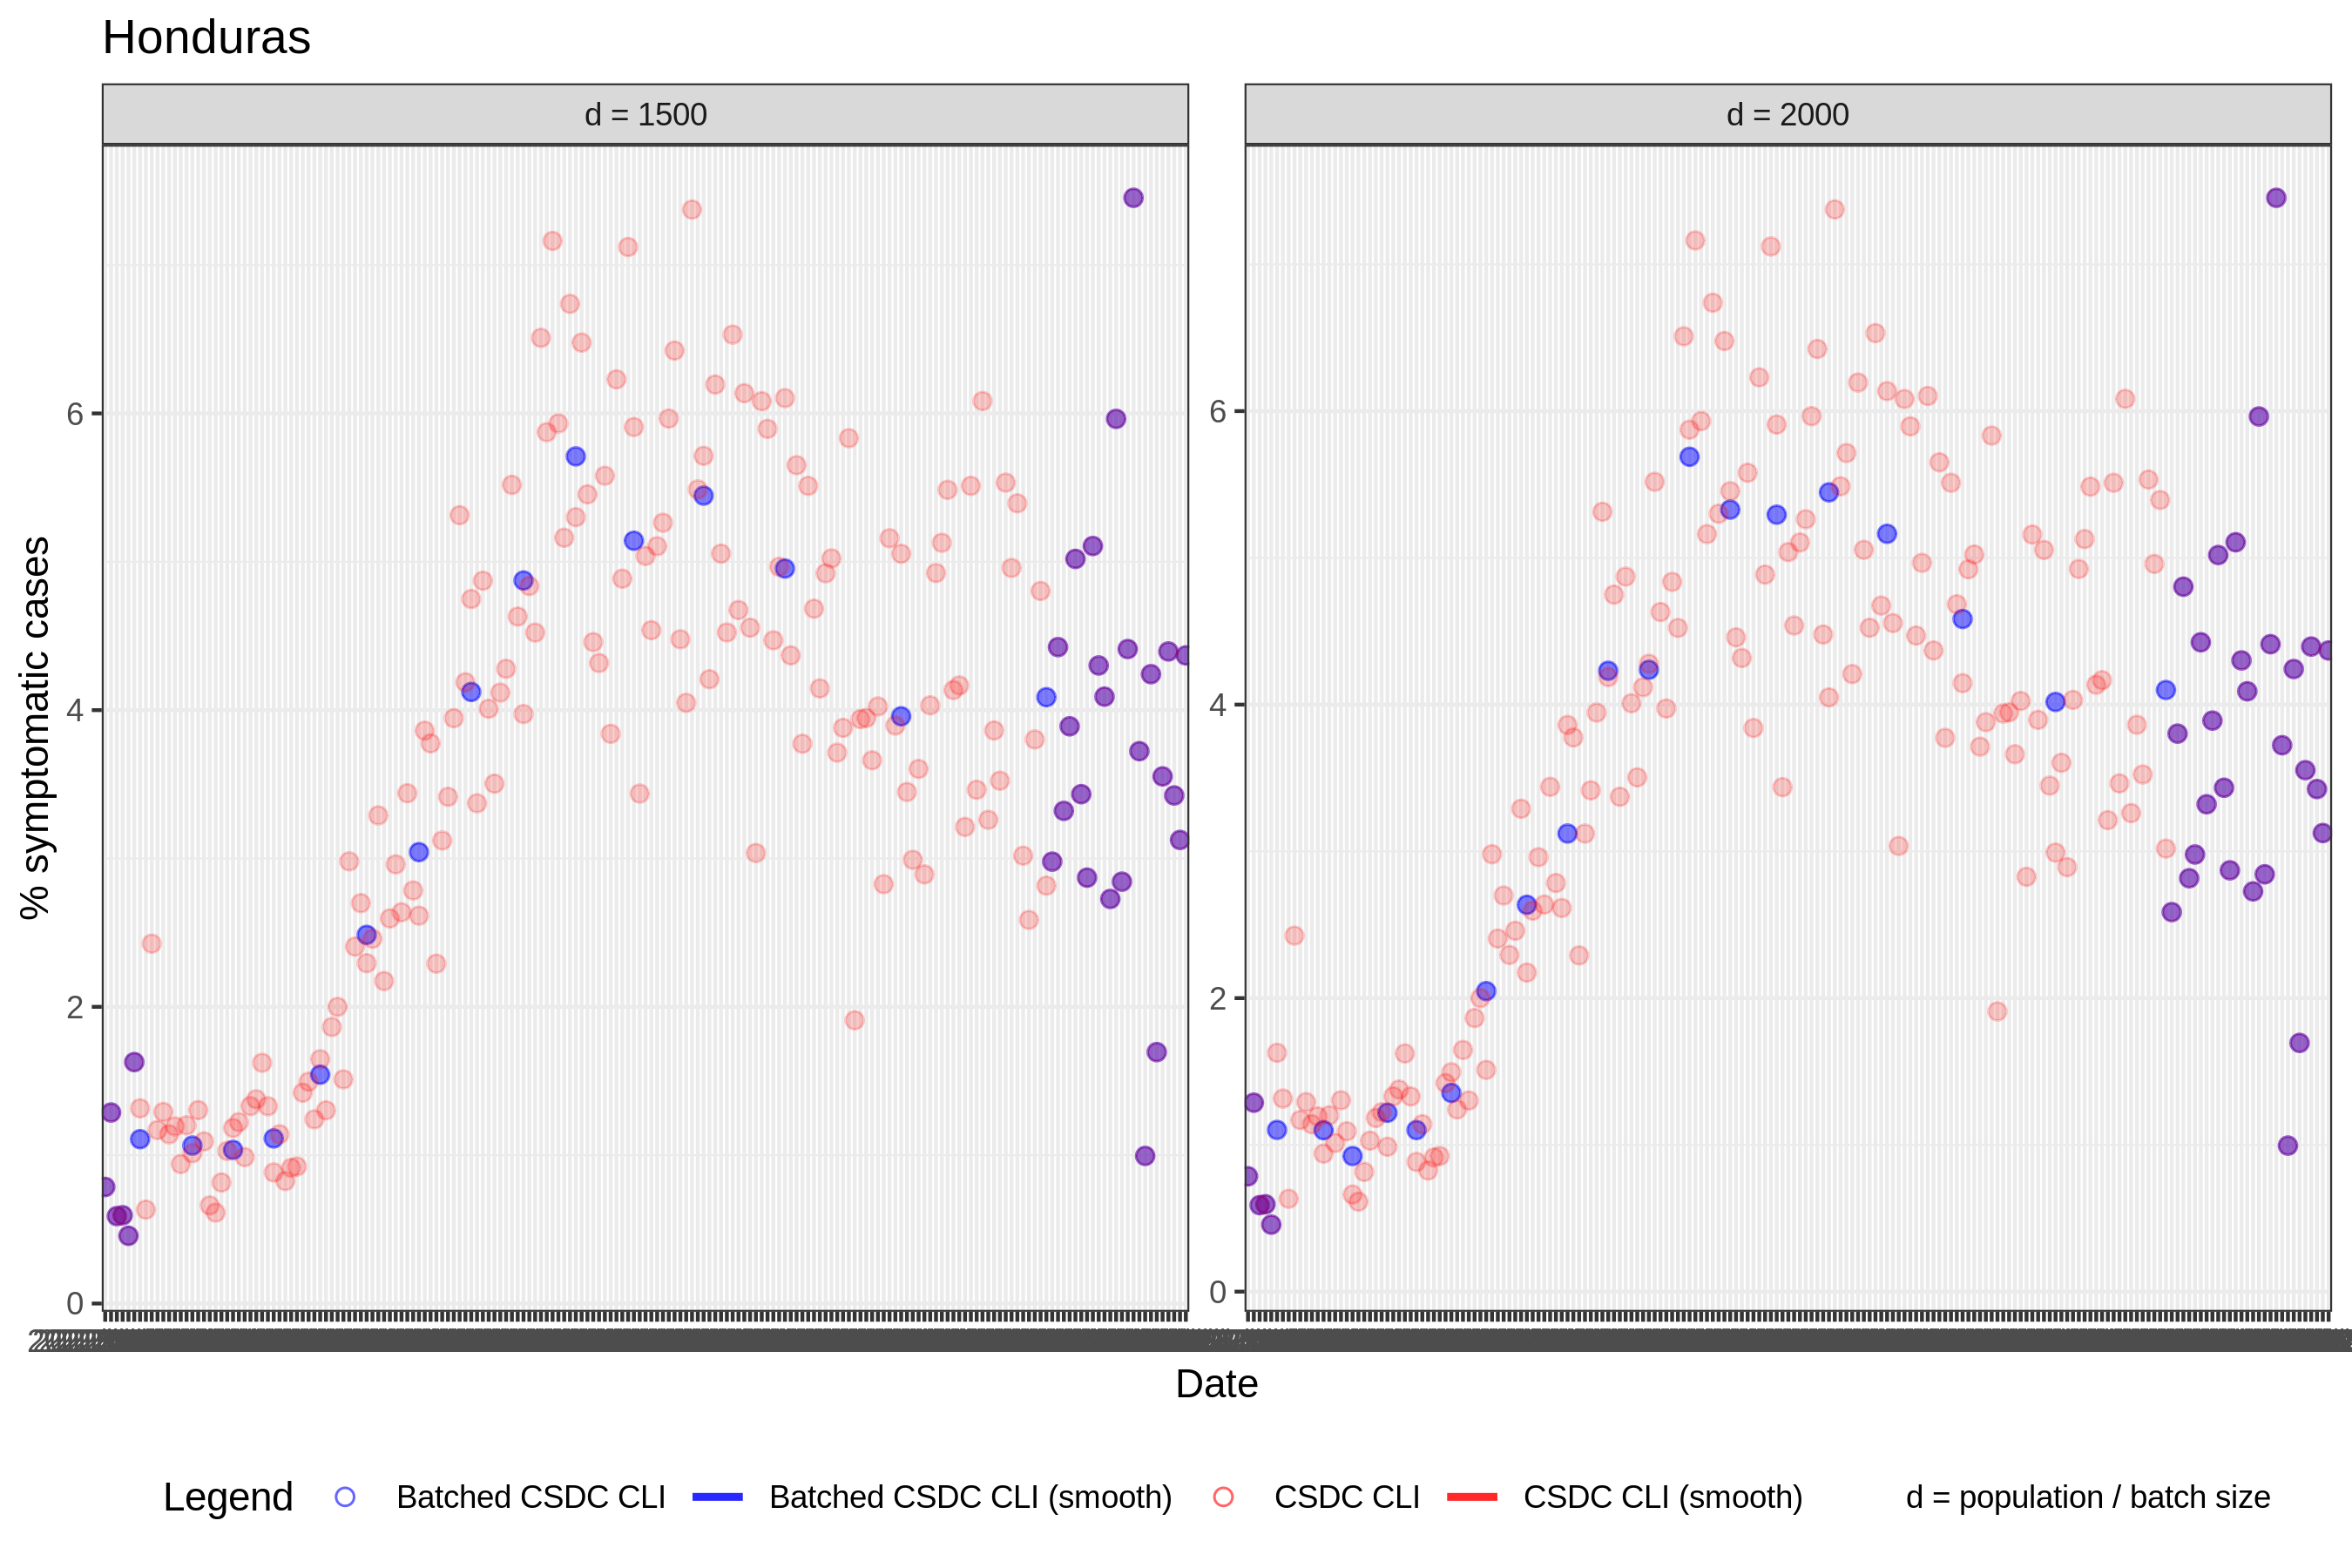 Honduras
d = 1500
d = 2000
% symptomatic cases
6
4
2
0
6
4
2
0
Date
Legend
Batched CSDC CLI
Batched CSDC CLI (smooth)
CSDC CLI
CSDC CLI (smooth)
d = population / batch size